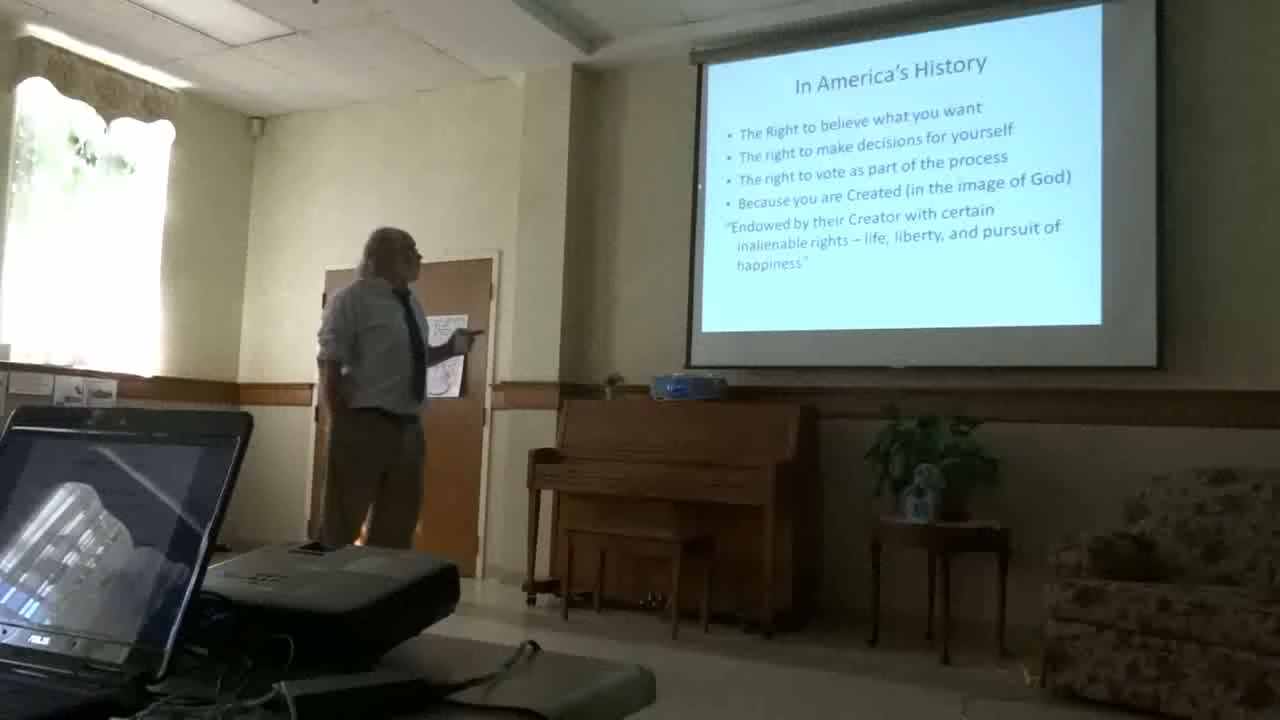 In America's History
• The Right to believe what you want
• The right to make decisions for yourself
• The right to vote as part of the process
• Because you are Created (in the image of God)
"Endowed by their Creator with certain
inalienable rights – life, liberty, and pursuit of
happiness"
ASUS